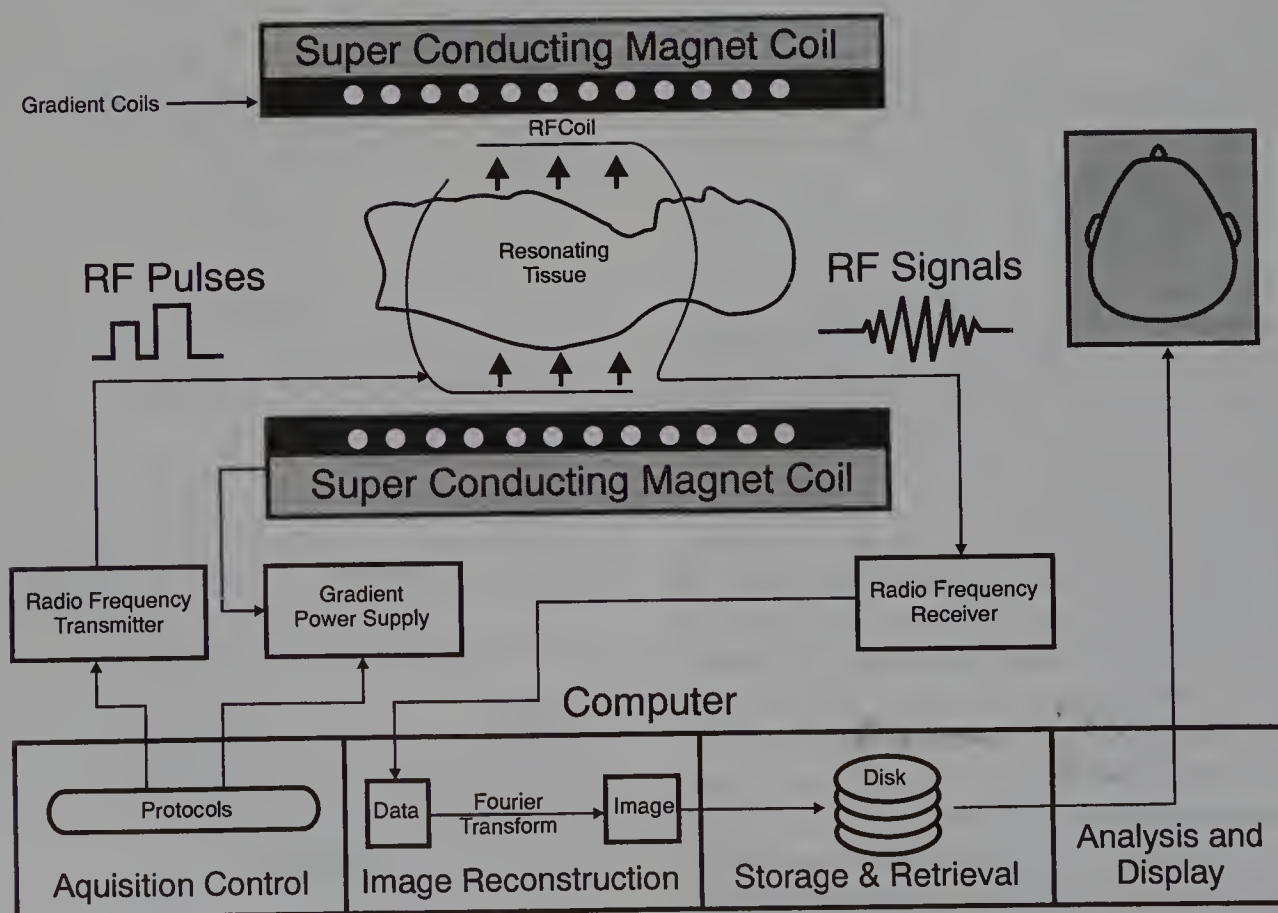 Super Conducting Magnet Coil
Gradient Coils
RFCoil
Resonating
Tissue
RF Pulses
RF Signals
Super Conducting Magnet Coil
Radio Frequency
Transmitter
Gradient
Power Supply
Radio Frequency
Receiver
Computer
Protocols
Data
Fourier
Transform
Image
Disk
Aquisition Control
Image Reconstruction
Storage & Retrieval
Analysis and
Display